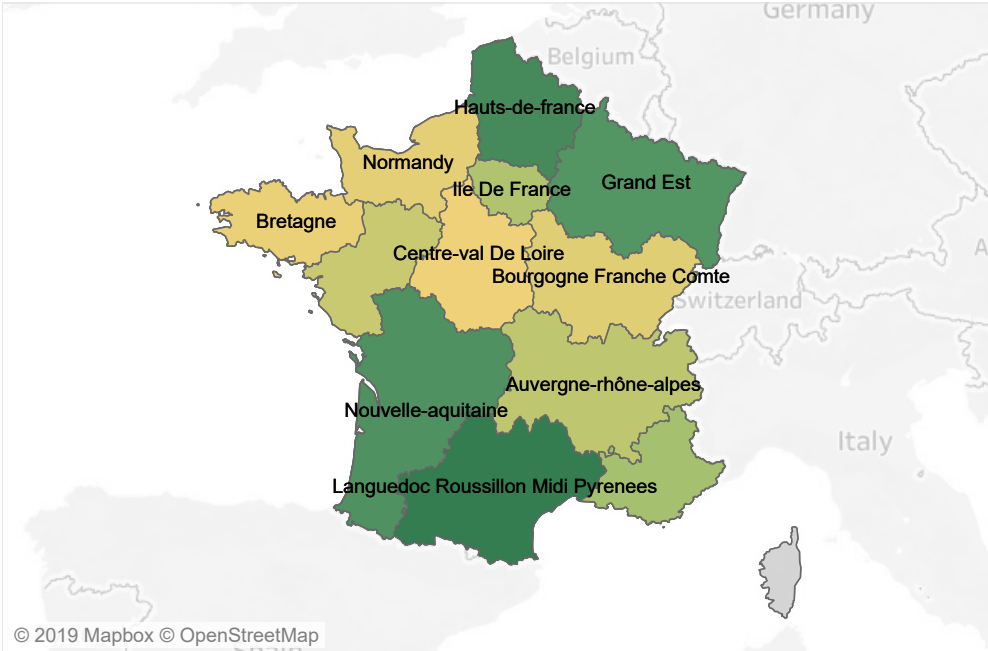 Germany
Belgium
Hauts-de-france
Normandy
Ile De France
Grand Est
Bretagne
Centre-val De Loire
Bourgogne Franche Comte
Switzerland
A
Auvergne-rhône-alpes
Nouvelle-aquitaine
Italy
Languedoc Roussillon Midi Pyrenees
© 2019 Mapbox © OpenStreetMap
Spain